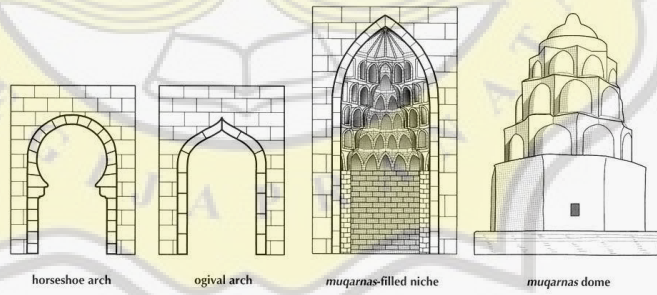 horseshoe arch
ogival arch
muqarnas-filled niche
muqarnas dome